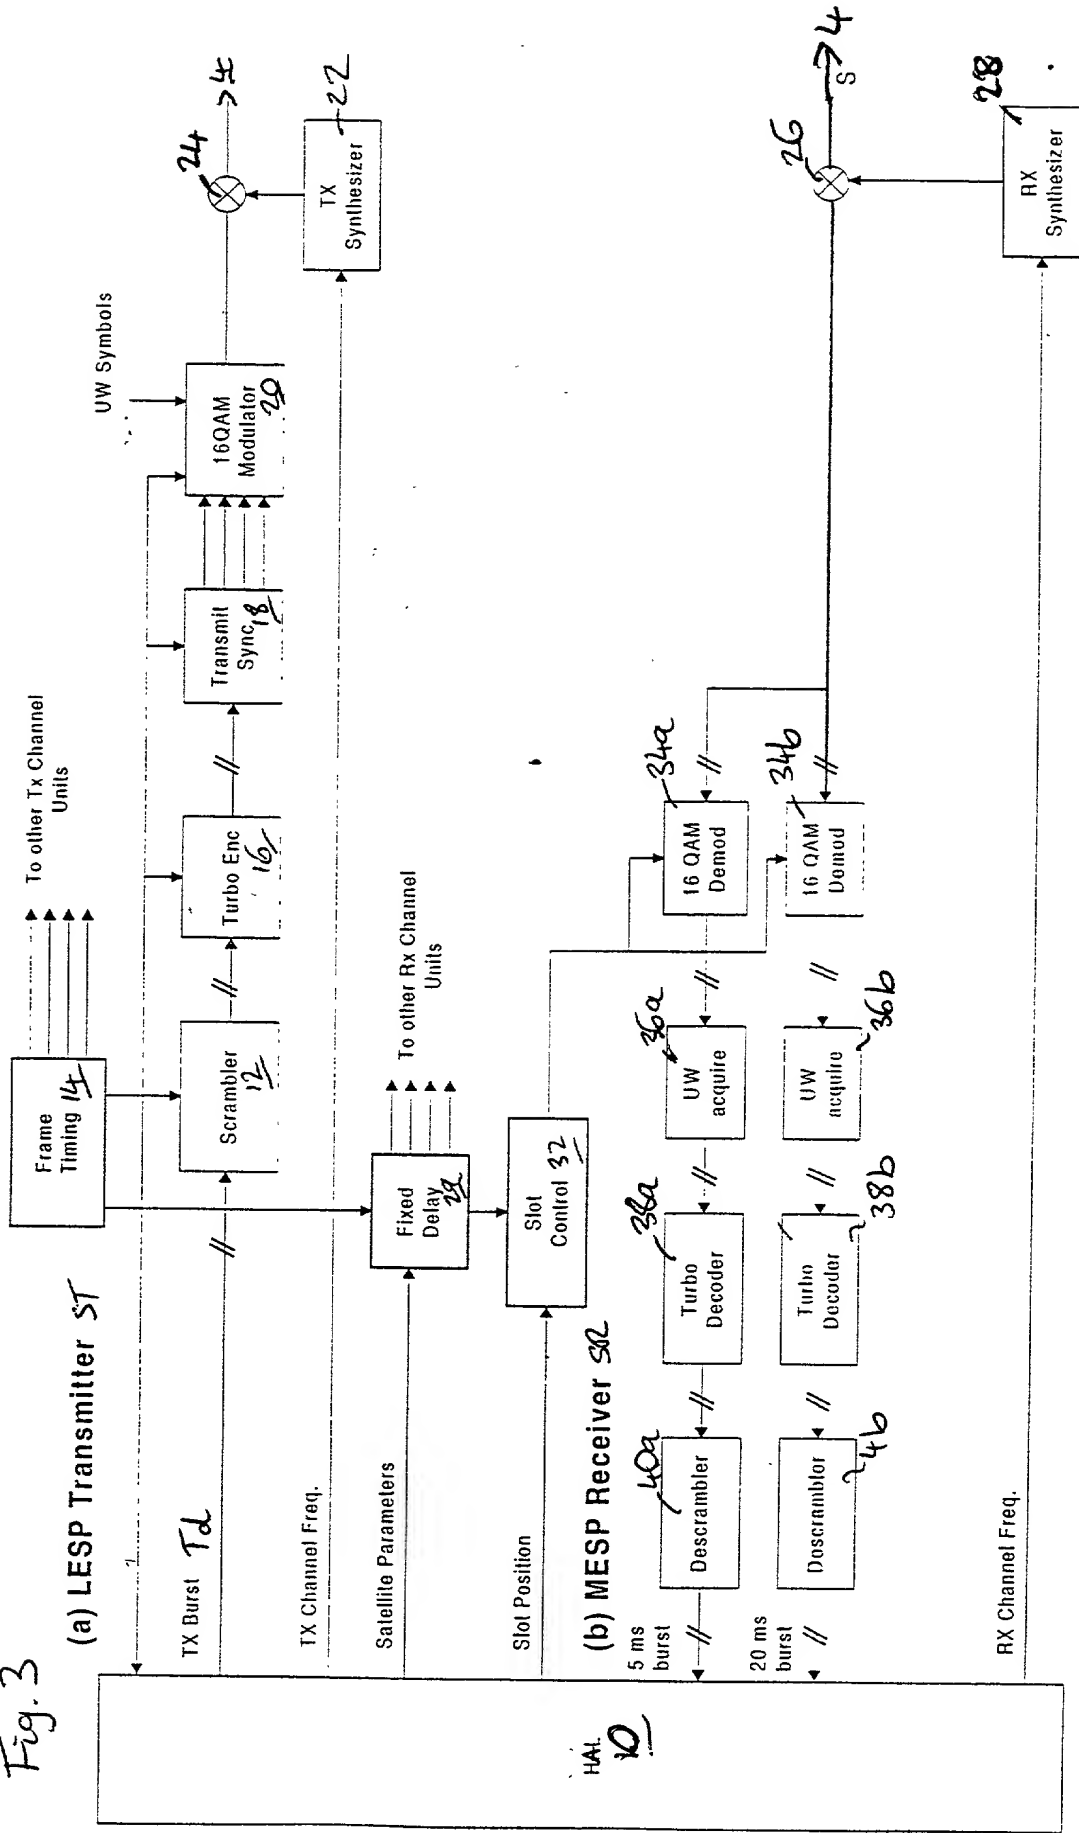 Fig. 3
(a) LESP Transmitter ST
Frame
Timing 14
To other Tx Channel
Units
UW Symbols
TX Burst Td
Scrambler
12
Turbo Enc
16
Transmit
Sync
18
16QAM
Modulator
20
24
4
TX Channel Freq.
TX
Synthesizer
22
Satellite Parameters
Fixed
Delay
29
To other Rx Channel
Units
Slot Position
Slot
Control 32
(b) MESP Receiver SR
5 ms
burst
40a
Descrambler
38a
Turbo
Decoder
36a
UW
acquire
34a
16 QAM
Demod
20 ms
burst
Descrambler
4b
Turbo
Decoder
38b
UW
acquire
36b
34b
16 QAM
Demod
26
S
4
RX Channel Freq.
RX
Synthesizer
28
HAL
10